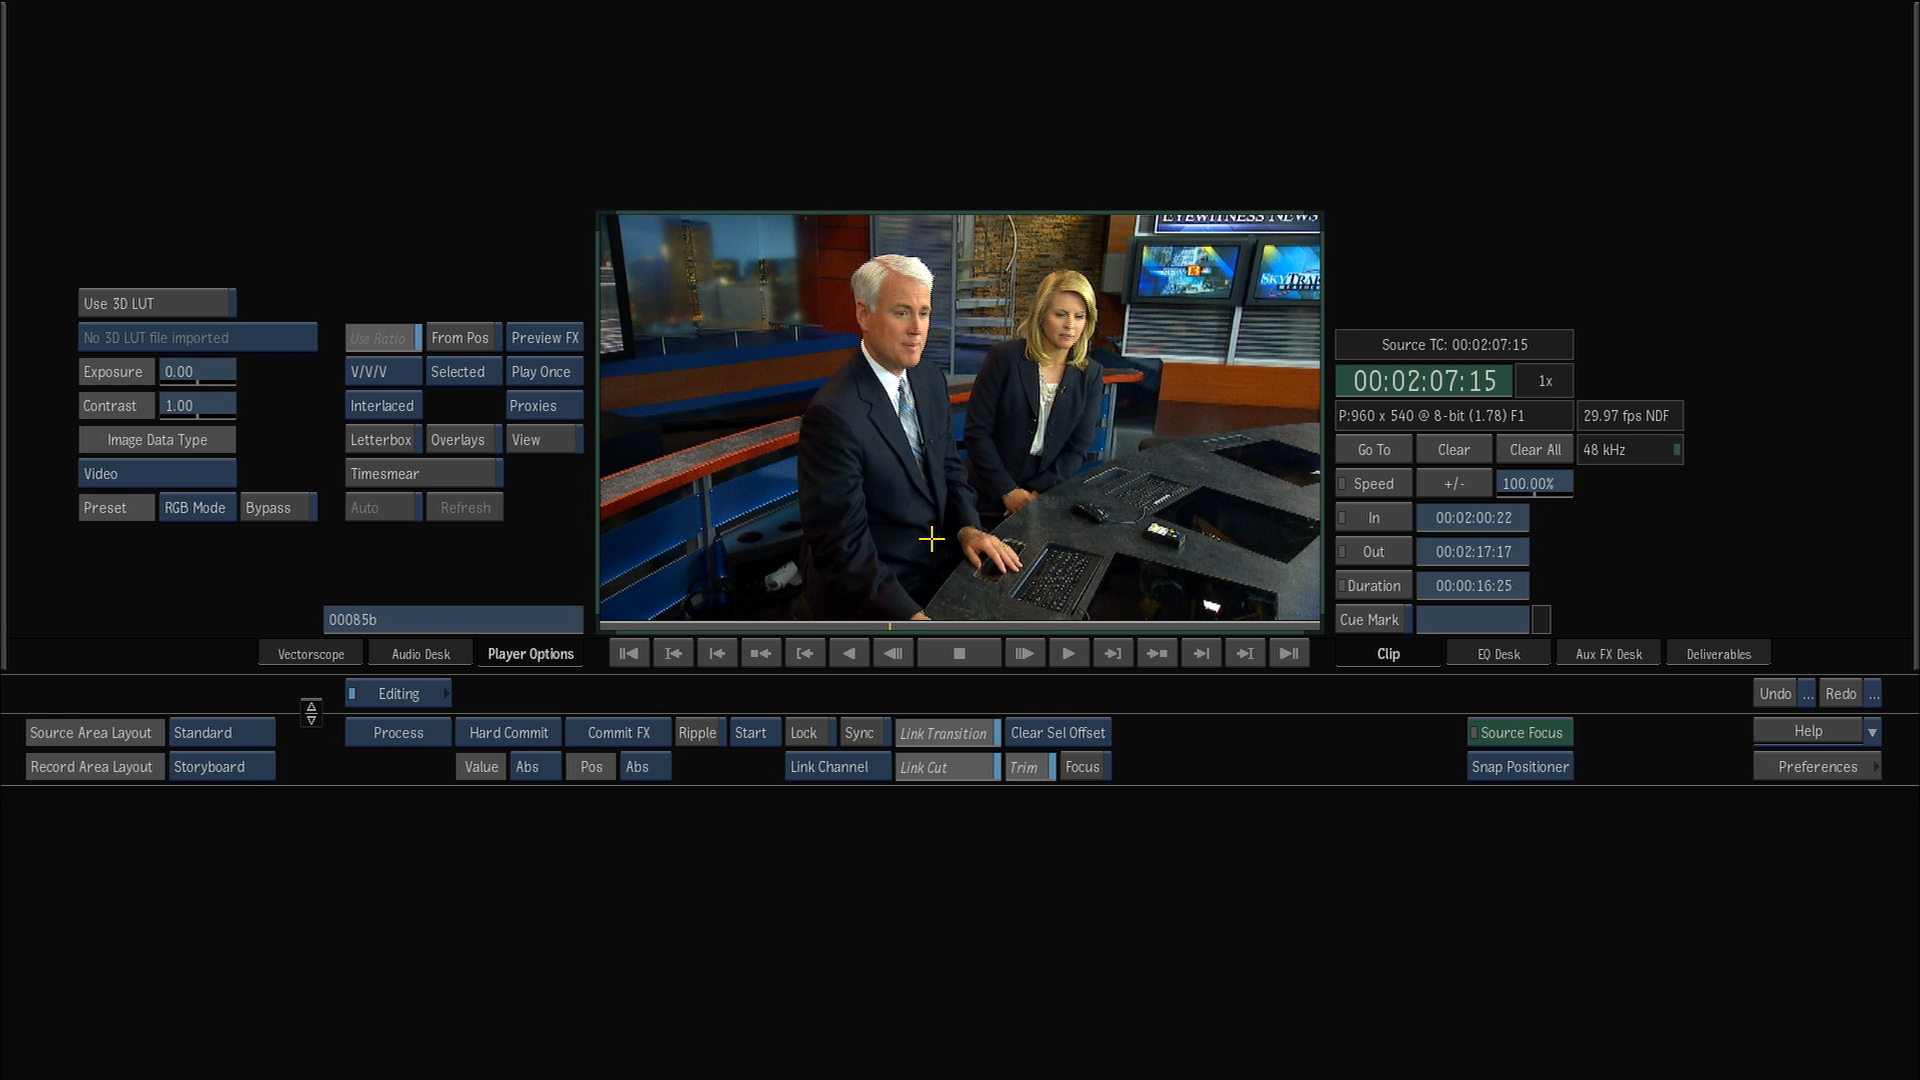 EYEWITNESS NEWS
13
SKYTRA
Use 3D LUT
No 3D LUT file imported
Use Ratio From Pos Preview FX
Source TC: 00:02:07:15
Exposure 0.00
V/V/V Selected Play Once
00:02:07:15 1x
Contrast 1.00
Interlaced Proxies
P:960 x 540 @ 8-bit (1.78) F1 29.97 fps NDF
Image Data Type
Letterbox Overlays View
Go To Clear Clear All 48 kHz
Video
Timesmear
Speed +/- 100.00%
Preset RGB Mode Bypass
Auto Refresh
In 00:02:00:22
Out 00:02:17:17
Duration 00:00:16:25
00085b
Cue Mark
Vectorscope Audio Desk Player Options
Clip EQ Desk Aux FX Desk Deliverables
Editing
Undo ... Redo ...
Source Area Layout Standard
Process Hard Commit Commit FX Ripple Start Lock Sync Link Transition Clear Sel Offset
Source Focus
Help
Record Area Layout Storyboard
Value Abs Pos Abs Link Channel Link Cut Trim Focus
Snap Positioner
Preferences